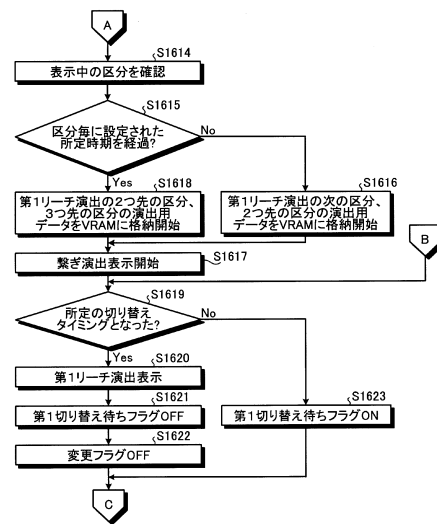 A
S1614
表示中の区分を確認
S1615
区分毎に設定された
所定時期を経過?
No
Yes
S1618
第1リーチ演出の2つ先の区分、
3つ先の区分の演出用
データをVRAMに格納開始
S1616
第1リーチ演出の次の区分、
2つ先の区分の演出用
データをVRAMに格納開始
B
S1617
繋ぎ演出表示開始
S1619
所定の切り替え
タイミングとなった?
No
Yes
S1620
第1リーチ演出表示
S1621
第1切り替え待ちフラグOFF
S1623
第1切り替え待ちフラグON
S1622
変更フラグOFF
C